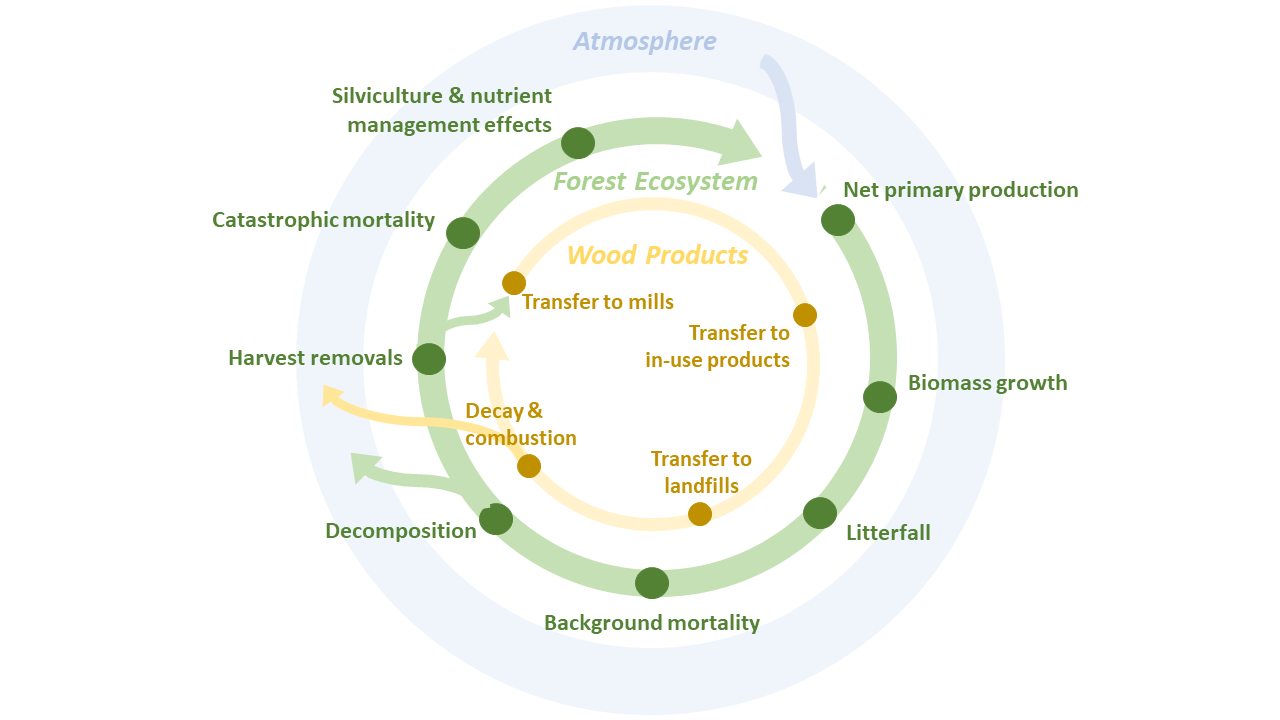 Atmosphere
Silviculture & nutrient
management effects
Forest Ecosystem
Net primary production
Catastrophic mortality
Wood Products
Transfer to mills
Transfer to
in-use products
Harvest removals
Biomass growth
Decay &
combustion
Transfer to
landfills
Decomposition
Litterfall
Background mortality